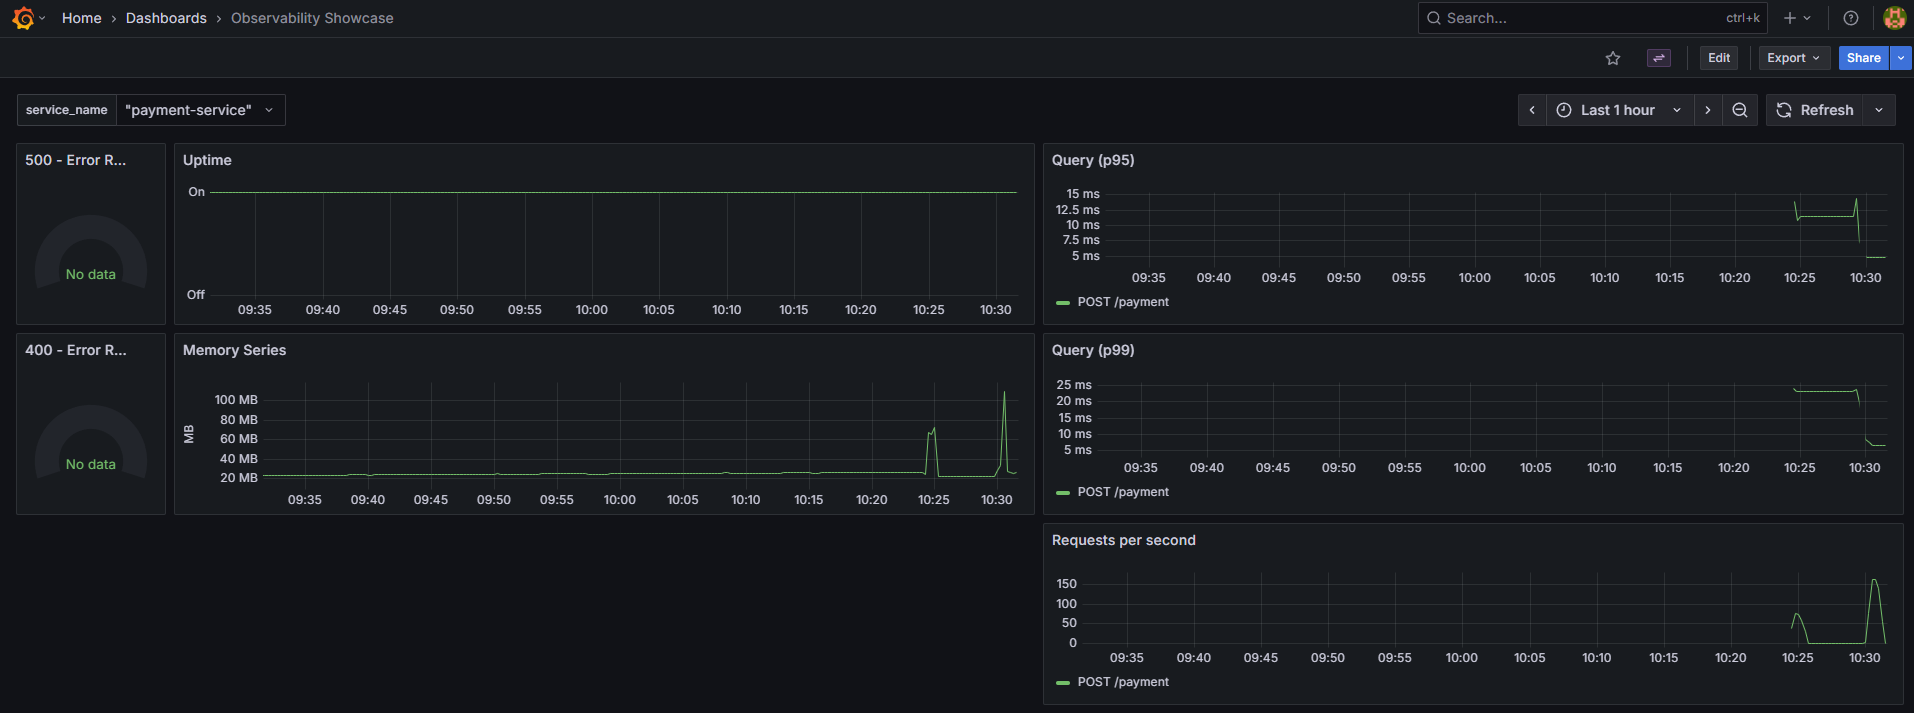 Home › Dashboards › Observability Showcase
Search... ctrl+k
Edit Export Share
service_name "payment-service"
Last 1 hour Refresh
500 - Error R...
No data
Uptime
On
Off
09:35 09:40 09:45 09:50 09:55 10:00 10:05 10:10 10:15 10:20 10:25 10:30
Query (p95)
15 ms
12.5 ms
10 ms
7.5 ms
5 ms
09:35 09:40 09:45 09:50 09:55 10:00 10:05 10:10 10:15 10:20 10:25 10:30
POST /payment
400 - Error R...
No data
Memory Series
MB
100 MB
80 MB
60 MB
40 MB
20 MB
09:35 09:40 09:45 09:50 09:55 10:00 10:05 10:10 10:15 10:20 10:25 10:30
Query (p99)
25 ms
20 ms
15 ms
10 ms
5 ms
09:35 09:40 09:45 09:50 09:55 10:00 10:05 10:10 10:15 10:20 10:25 10:30
POST /payment
Requests per second
150
100
50
0
09:35 09:40 09:45 09:50 09:55 10:00 10:05 10:10 10:15 10:20 10:25 10:30
POST /payment